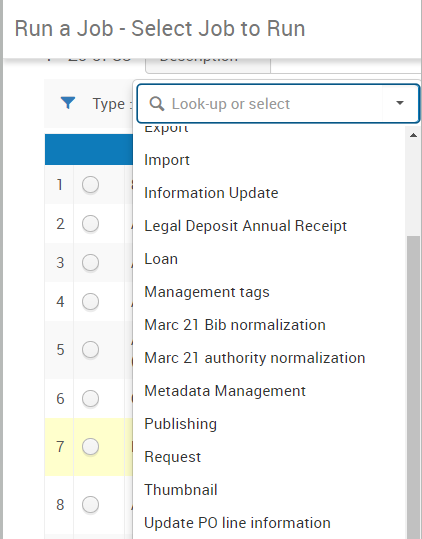 Run a Job - Select Job to Run
Type :
Look-up or select
Export
Import
Information Update
Legal Deposit Annual Receipt
Loan
Management tags
Marc 21 Bib normalization
Marc 21 authority normalization
Metadata Management
Publishing
Request
Thumbnail
Update PO line information
1
2
3
4
5
6
7
8